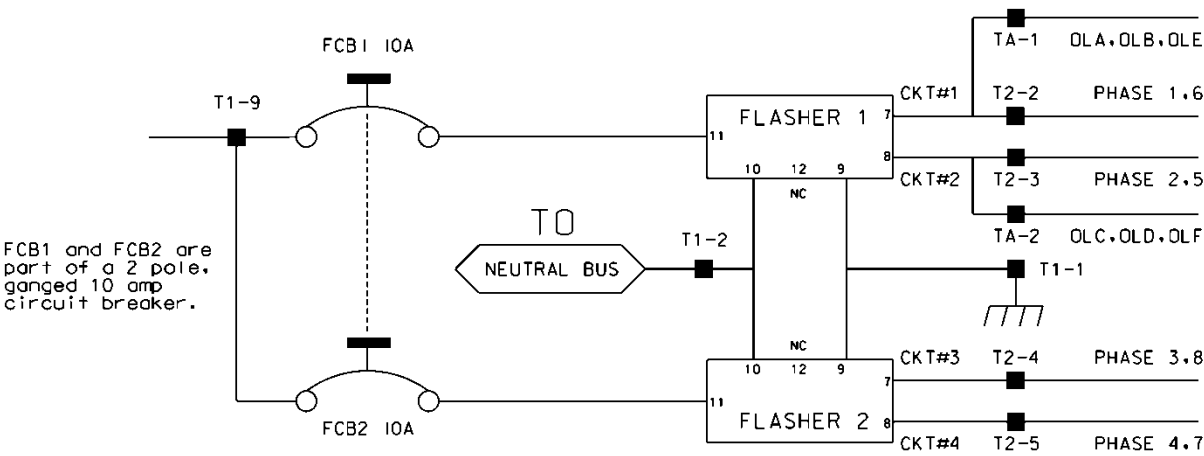 FCB1 10A
T1-9
FCB1 and FCB2 are
part of a 2 pole,
ganged 10 amp
circuit breaker.
FCB2 10A
TO
NEUTRAL BUS
T1-2
FLASHER 1
11
7
8
10
12
9
NC
CKT#1
CKT#2
TA-1
OLA,OLB,OLE
T2-2
PHASE 1,6
T2-3
PHASE 2,5
TA-2
OLC,OLD,OLF
T1-1
NC
10
12
9
11
7
8
FLASHER 2
CKT#3
T2-4
PHASE 3,8
CKT#4
T2-5
PHASE 4,7